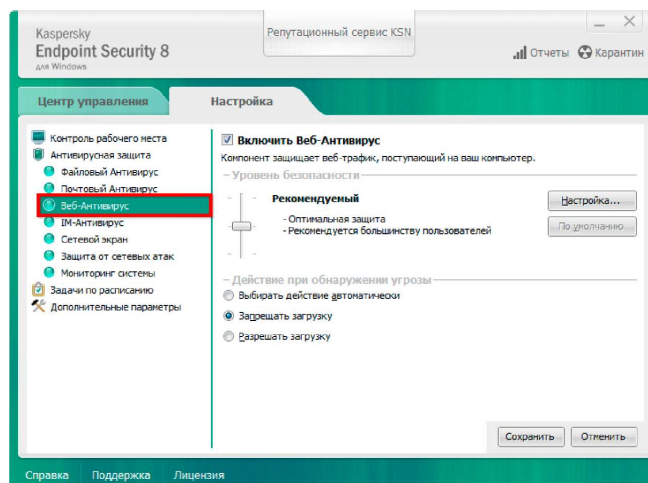 Kaspersky
Endpoint Security 8
для Windows
Репутационный сервис KSN
Отчеты
Карантин
Центр управления
Настройка
Контроль рабочего места
Антивирусная защита
Файловый Антивирус
Почтовый Антивирус
Веб-Антивирус
IM-Антивирус
Сетевой экран
Защита от сетевых атак
Мониторинг системы
Задачи по расписанию
Дополнительные параметры
Включить Веб-Антивирус
Компонент защищает веб-трафик, поступающий на ваш компьютер.
Уровень безопасности
Рекомендуемый
- Оптимальная защита
- Рекомендуется большинству пользователей
Настройка...
По умолчанию
Действие при обнаружении угрозы
Выбирать действие автоматически
Запрещать загрузку
Разрешать загрузку
Сохранить
Отменить
Справка
Поддержка
Лицензия